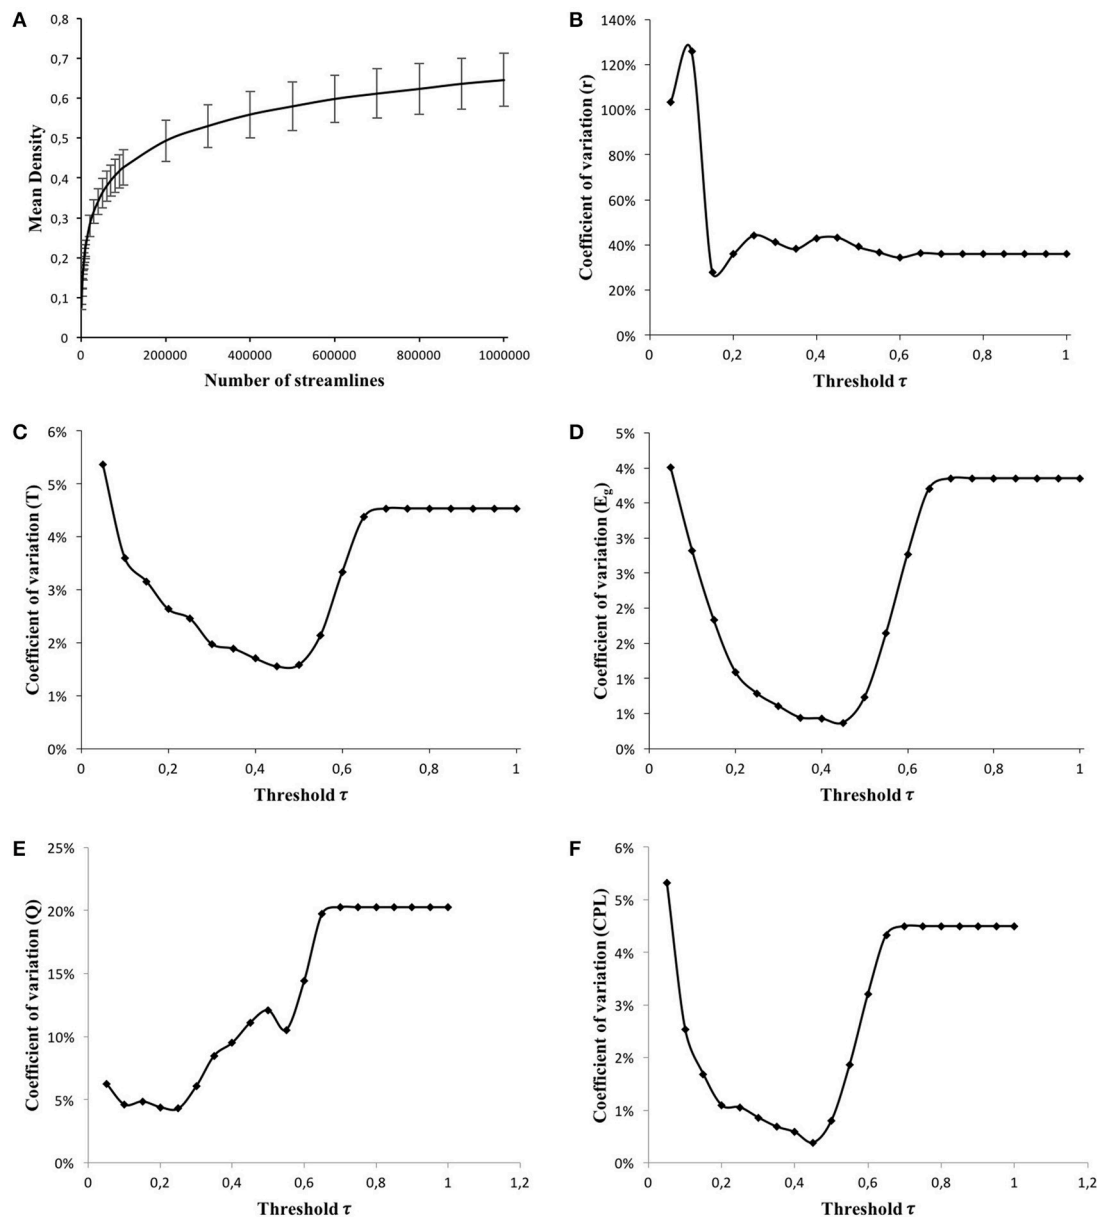 A
0,8
0,7
0,6
0,5
0,4
0,3
0,2
0,1
0
Mean Density
0 200000 400000 600000 800000 1000000
Number of streamlines
B
140%
120%
100%
80%
60%
40%
20%
0%
Coefficient of variation (r)
0 0,2 0,4 0,6 0,8 1
Threshold τ
C
6%
5%
4%
3%
2%
1%
0%
Coefficient of variation (T)
0 0,2 0,4 0,6 0,8 1
Threshold τ
D
5%
4%
4%
3%
3%
2%
2%
1%
1%
0%
Coefficient of variation (Eg)
0 0,2 0,4 0,6 0,8 1
Threshold τ
E
25%
20%
15%
10%
5%
0%
Coefficient of variation (Q)
0 0,2 0,4 0,6 0,8 1 1,2
Threshold τ
F
6%
5%
4%
3%
2%
1%
0%
Coefficient of variation (CPL)
0 0,2 0,4 0,6 0,8 1 1,2
Threshold τ